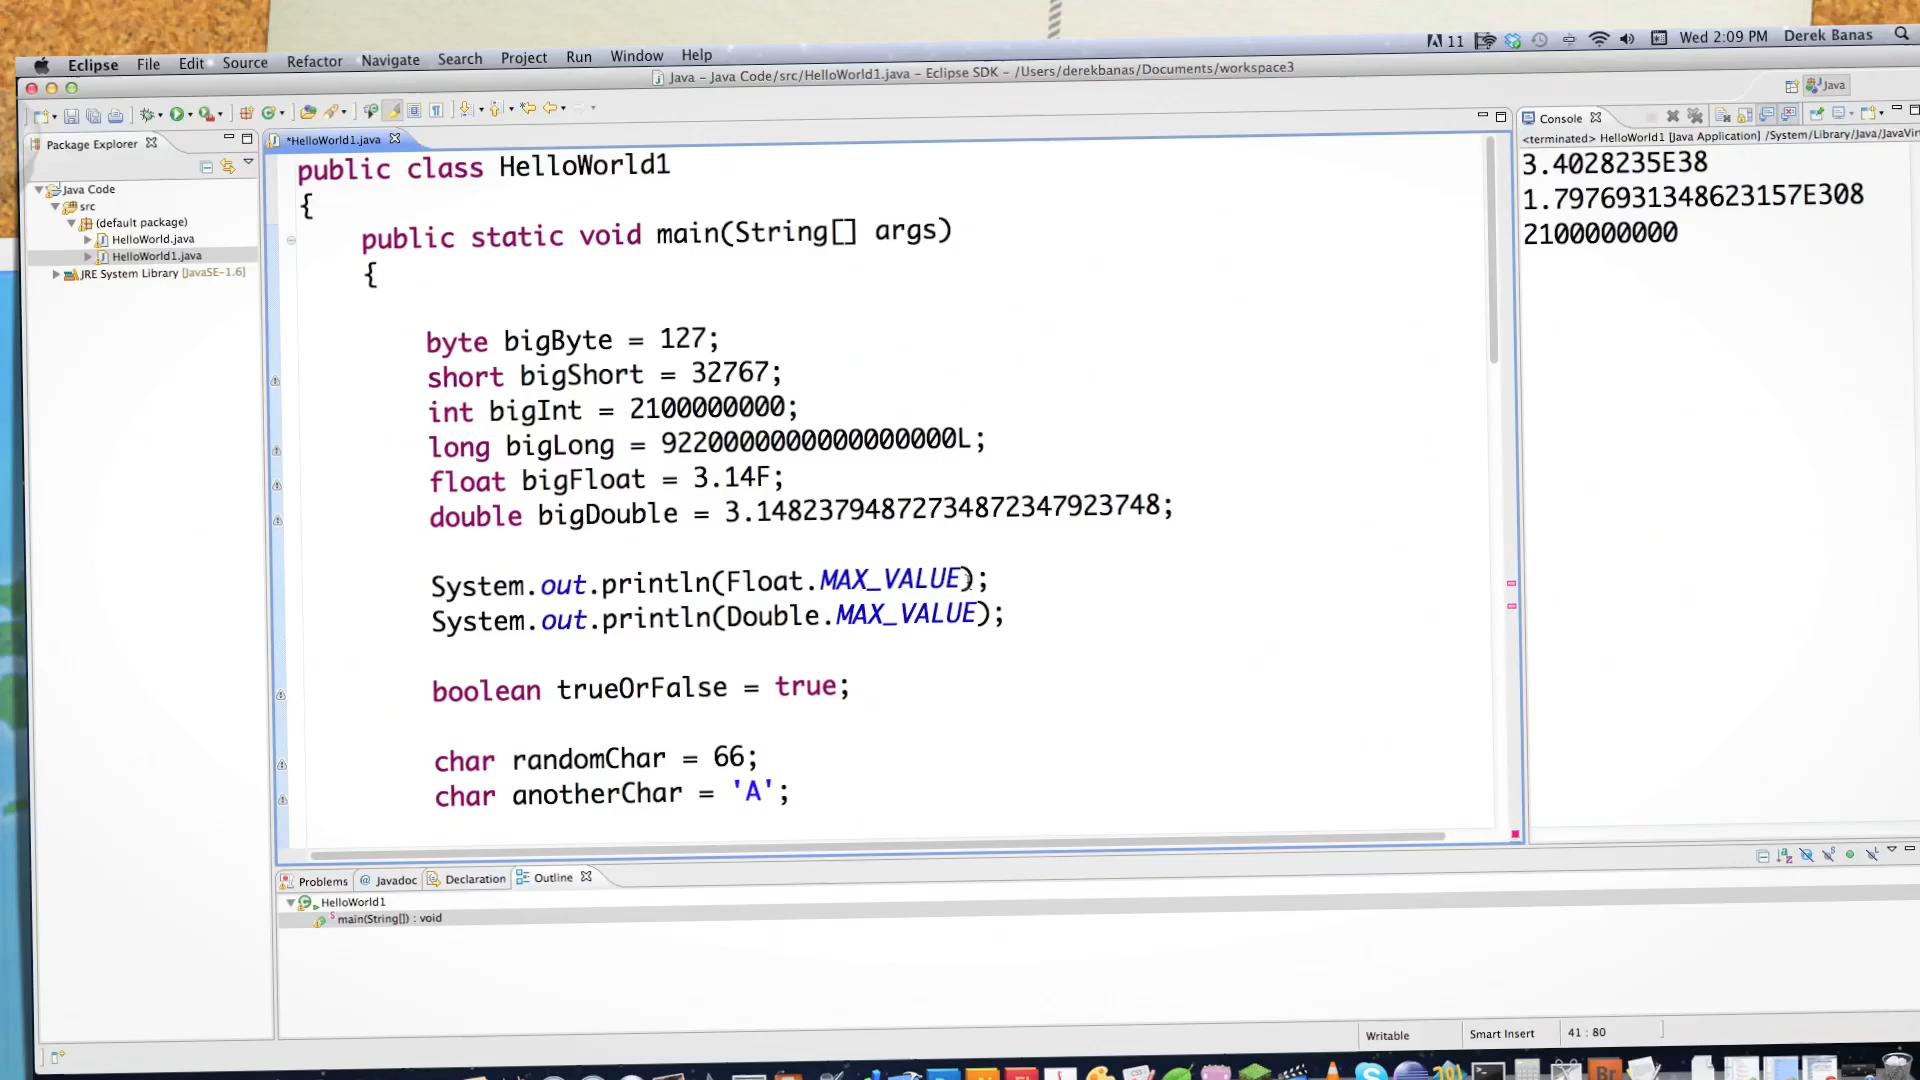 Eclipse File Edit Source Refactor Navigate Search Project Run Window Help
11 Wed 2:09 PM Derek Banas
Java – Java Code/src/HelloWorld1.java – Eclipse SDK – /Users/derekbanas/Documents/workspace3
Java
Package Explorer
Java Code
src
(default package)
HelloWorld.java
HelloWorld1.java
JRE System Library [JavaSE-1.6]
*HelloWorld1.java
public class HelloWorld1
{
public static void main(String[] args)
{
byte bigByte = 127;
short bigShort = 32767;
int bigInt = 2100000000;
long bigLong = 9220000000000000000L;
float bigFloat = 3.14F;
double bigDouble = 3.14823794872734872347923748;
System.out.println(Float.MAX_VALUE);
System.out.println(Double.MAX_VALUE);
boolean trueOrFalse = true;
char randomChar = 66;
char anotherChar = 'A';
Console
<terminated> HelloWorld1 [Java Application] /System/Library/Java/JavaVir
3.4028235E38
1.7976931348623157E308
2100000000
Problems @ Javadoc Declaration Outline
HelloWorld1
main(String[]) : void
Writable Smart Insert 41 : 80
Br